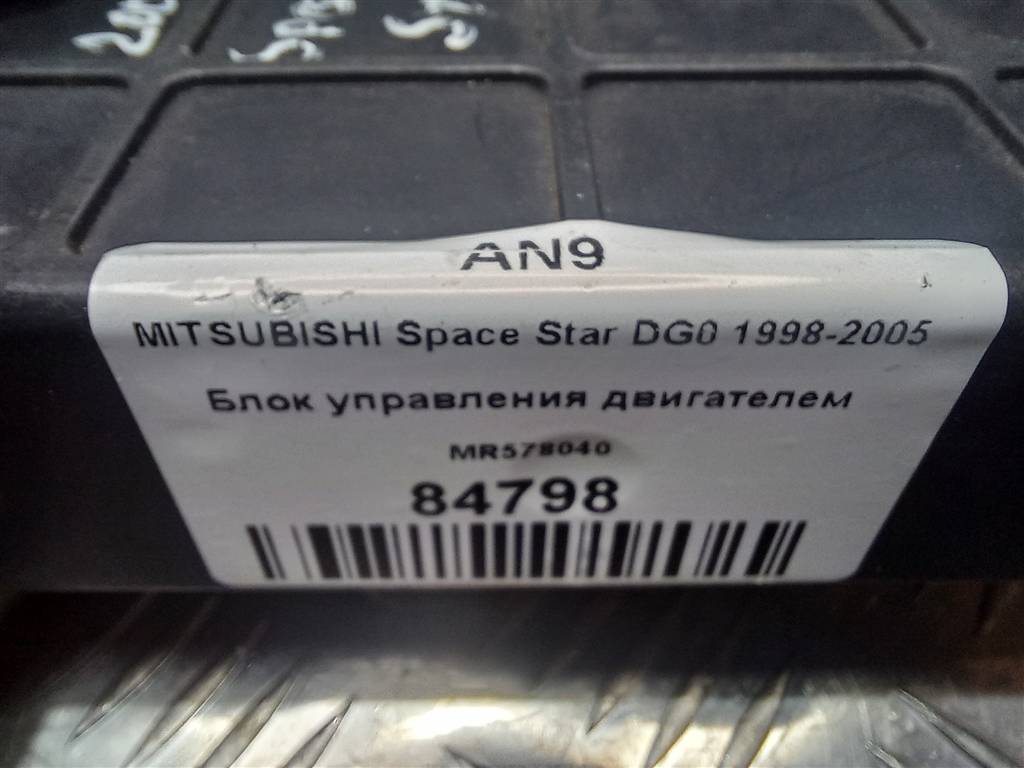 AN9
MITSUBISHI Space Star DG0 1998-2005
Блок управления двигателем
MR578040
84798